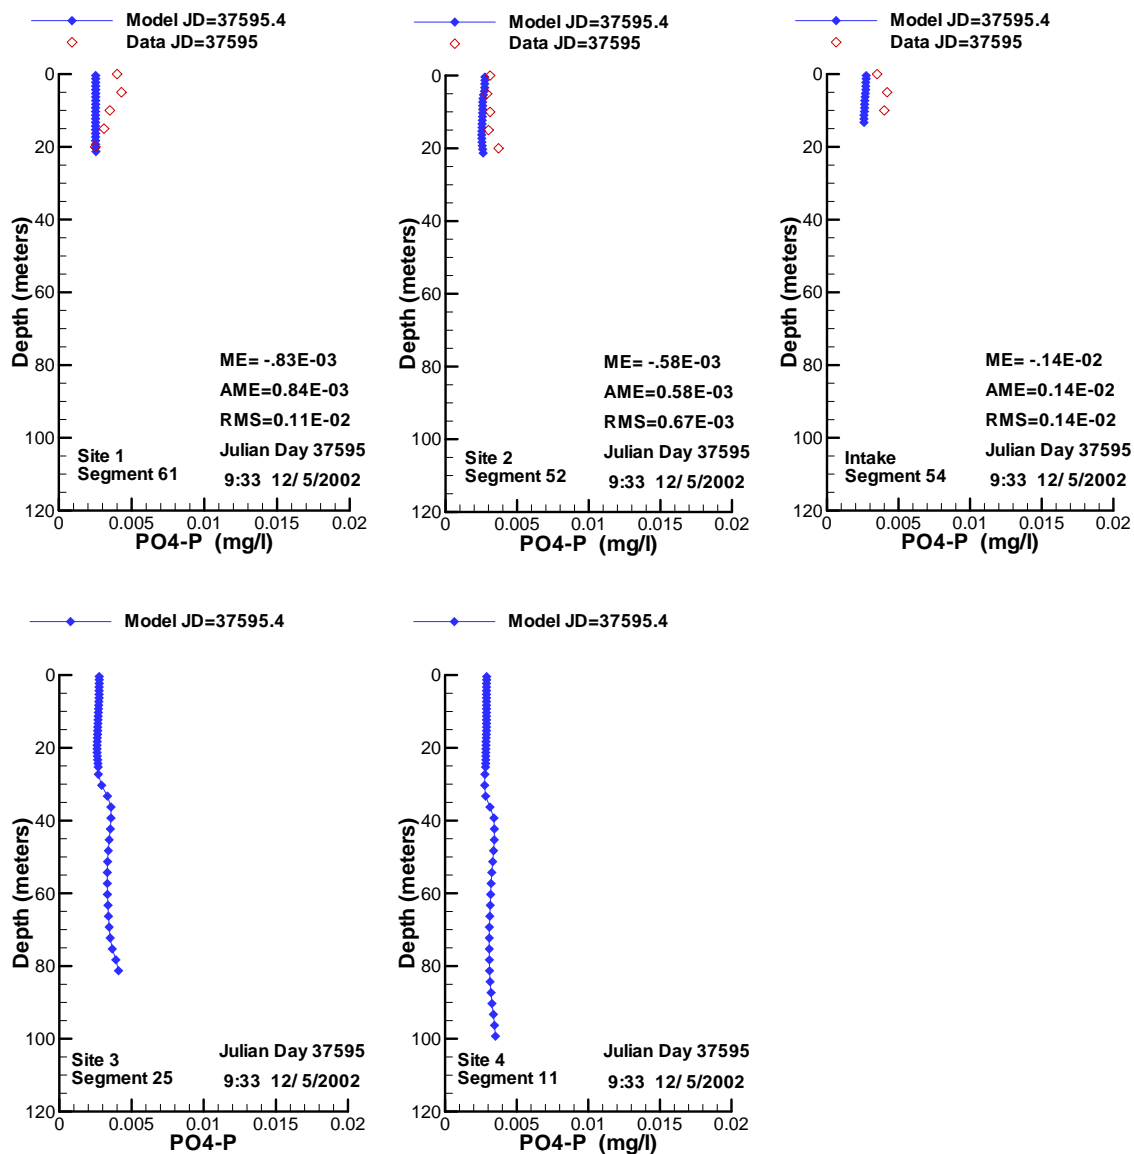 Model JD=37595.4
Data JD=37595
0
20
40
60
80
100
120
Depth (meters)
ME= -.83E-03
AME=0.84E-03
RMS=0.11E-02
Julian Day 37595
9:33 12/ 5/2002
Site 1
Segment 61
0 0.005 0.01 0.015 0.02
PO4-P (mg/l)
Model JD=37595.4
Data JD=37595
0
20
40
60
80
100
120
Depth (meters)
ME= -.58E-03
AME=0.58E-03
RMS=0.67E-03
Julian Day 37595
9:33 12/ 5/2002
Site 2
Segment 52
0 0.005 0.01 0.015 0.02
PO4-P (mg/l)
Model JD=37595.4
Data JD=37595
0
20
40
60
80
100
120
Depth (meters)
ME= -.14E-02
AME=0.14E-02
RMS=0.14E-02
Julian Day 37595
9:33 12/ 5/2002
Intake
Segment 54
0 0.005 0.01 0.015 0.02
PO4-P (mg/l)
Model JD=37595.4
0
20
40
60
80
100
120
Depth (meters)
Julian Day 37595
9:33 12/ 5/2002
Site 3
Segment 25
0 0.005 0.01 0.015 0.02
PO4-P
Model JD=37595.4
0
20
40
60
80
100
120
Depth (meters)
Julian Day 37595
9:33 12/ 5/2002
Site 4
Segment 11
0 0.005 0.01 0.015 0.02
PO4-P (mg/l)